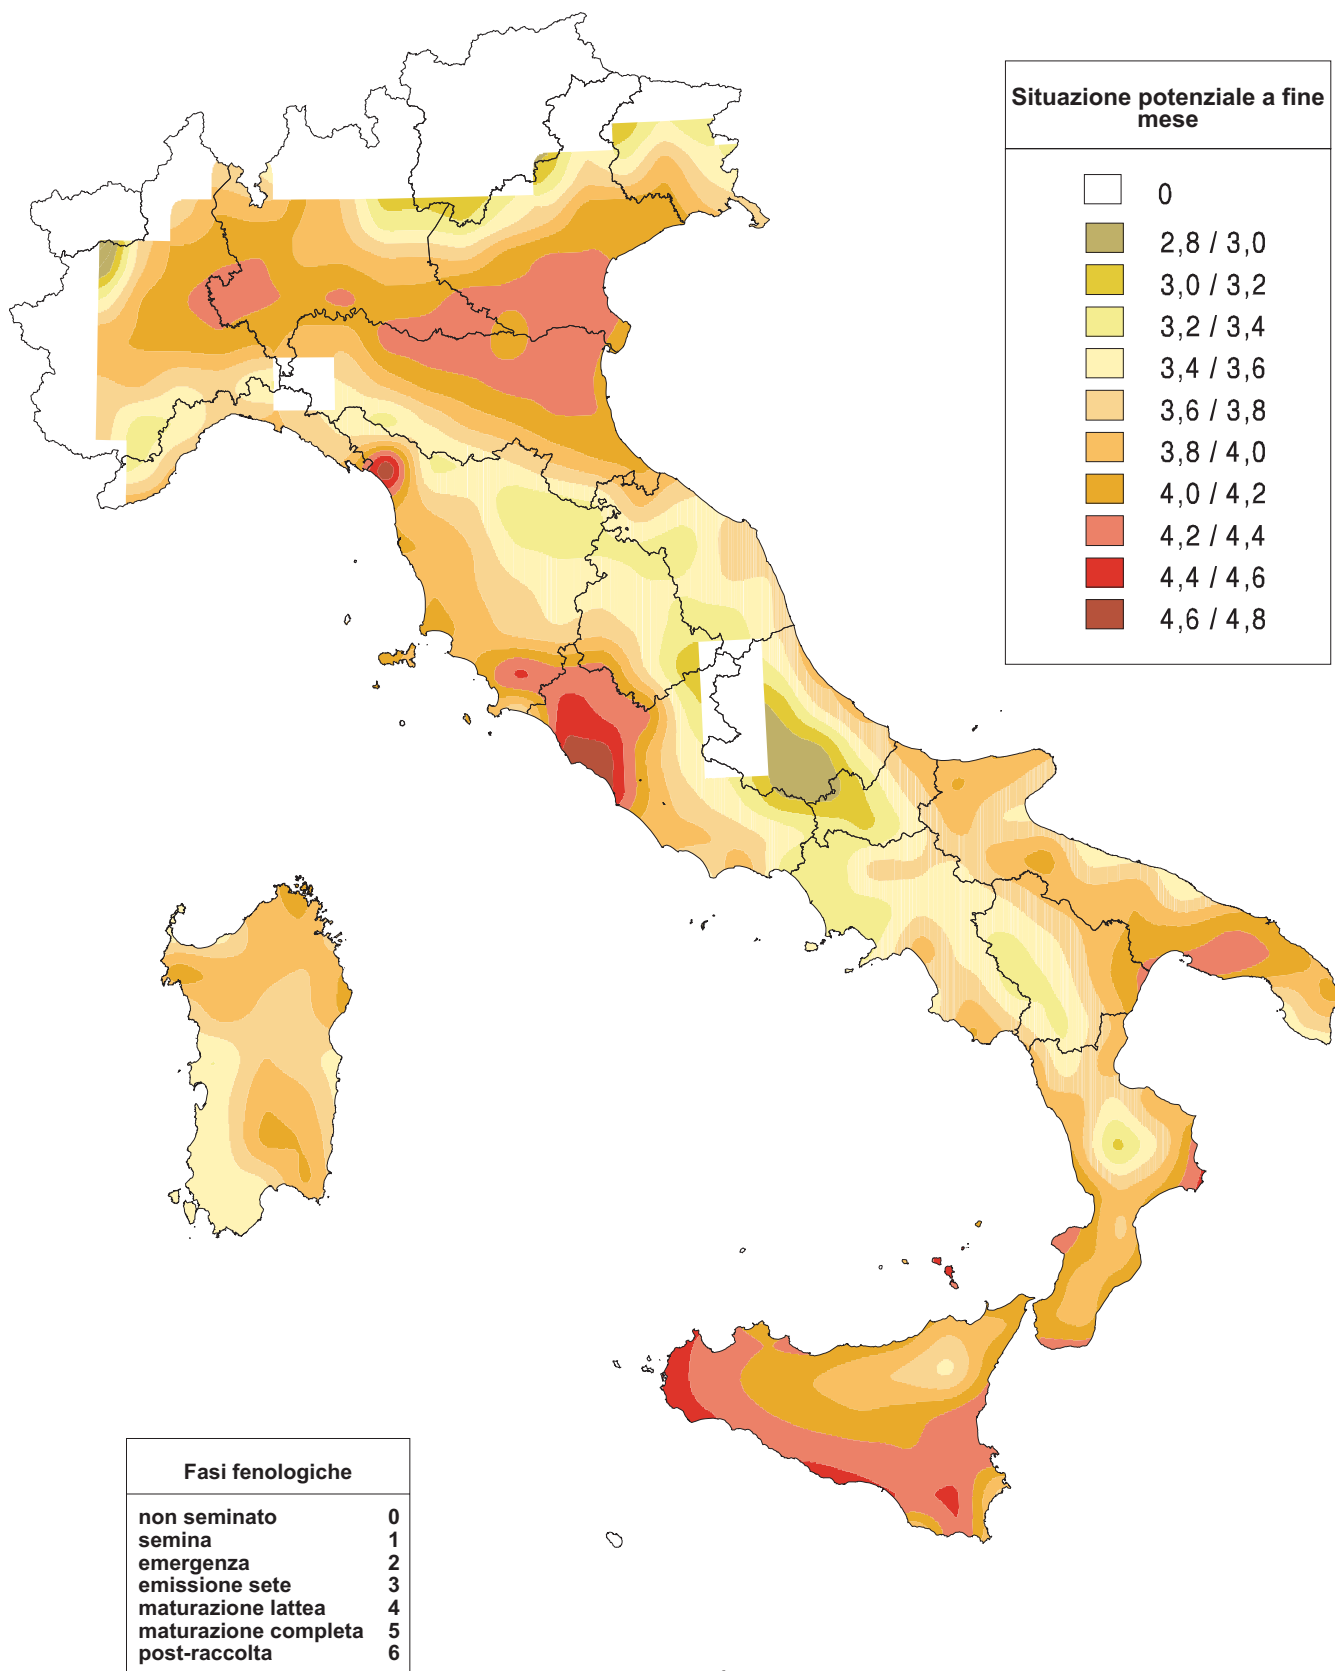 Situazione potenziale a fine
mese
0
2,8 / 3,0
3,0 / 3,2
3,2 / 3,4
3,4 / 3,6
3,6 / 3,8
3,8 / 4,0
4,0 / 4,2
4,2 / 4,4
4,4 / 4,6
4,6 / 4,8
Fasi fenologiche
non seminato 0
semina 1
emergenza 2
emissione sete 3
maturazione lattea 4
maturazione completa 5
post-raccolta 6